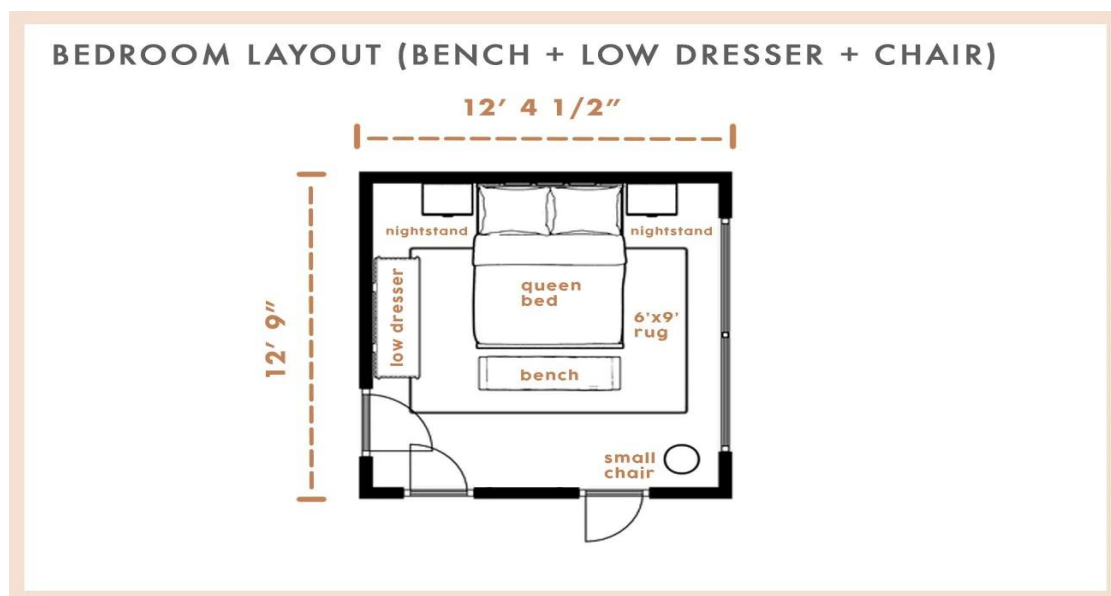 BEDROOM LAYOUT (BENCH + LOW DRESSER + CHAIR)
12’ 4 1/2”
12’ 9”
nightstand
nightstand
low dresser
queen
bed
6’x9’
rug
bench
small
chair